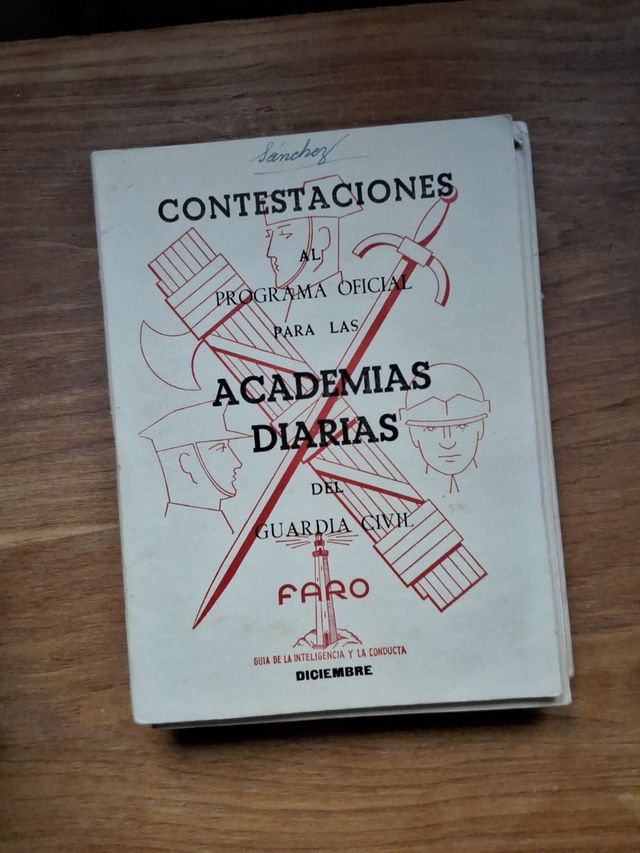 Sánchez
CONTESTACIONES
AL
PROGRAMA OFICIAL
PARA LAS
ACADEMIAS
DIARIAS
DEL
GUARDIA CIVIL
FARO
GUIA DE LA INTELIGENCIA Y LA CONDUCTA
DICIEMBRE